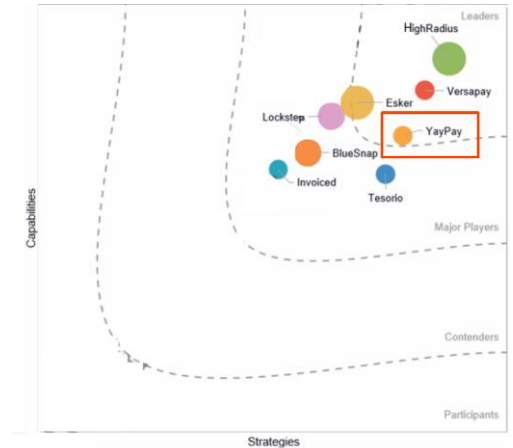 Leaders
HighRadius
Versapay
Esker
Lockstep
YayPay
BlueSnap
Invoiced
Tesorio
Capabilities
Major Players
Contenders
Participants
Strategies